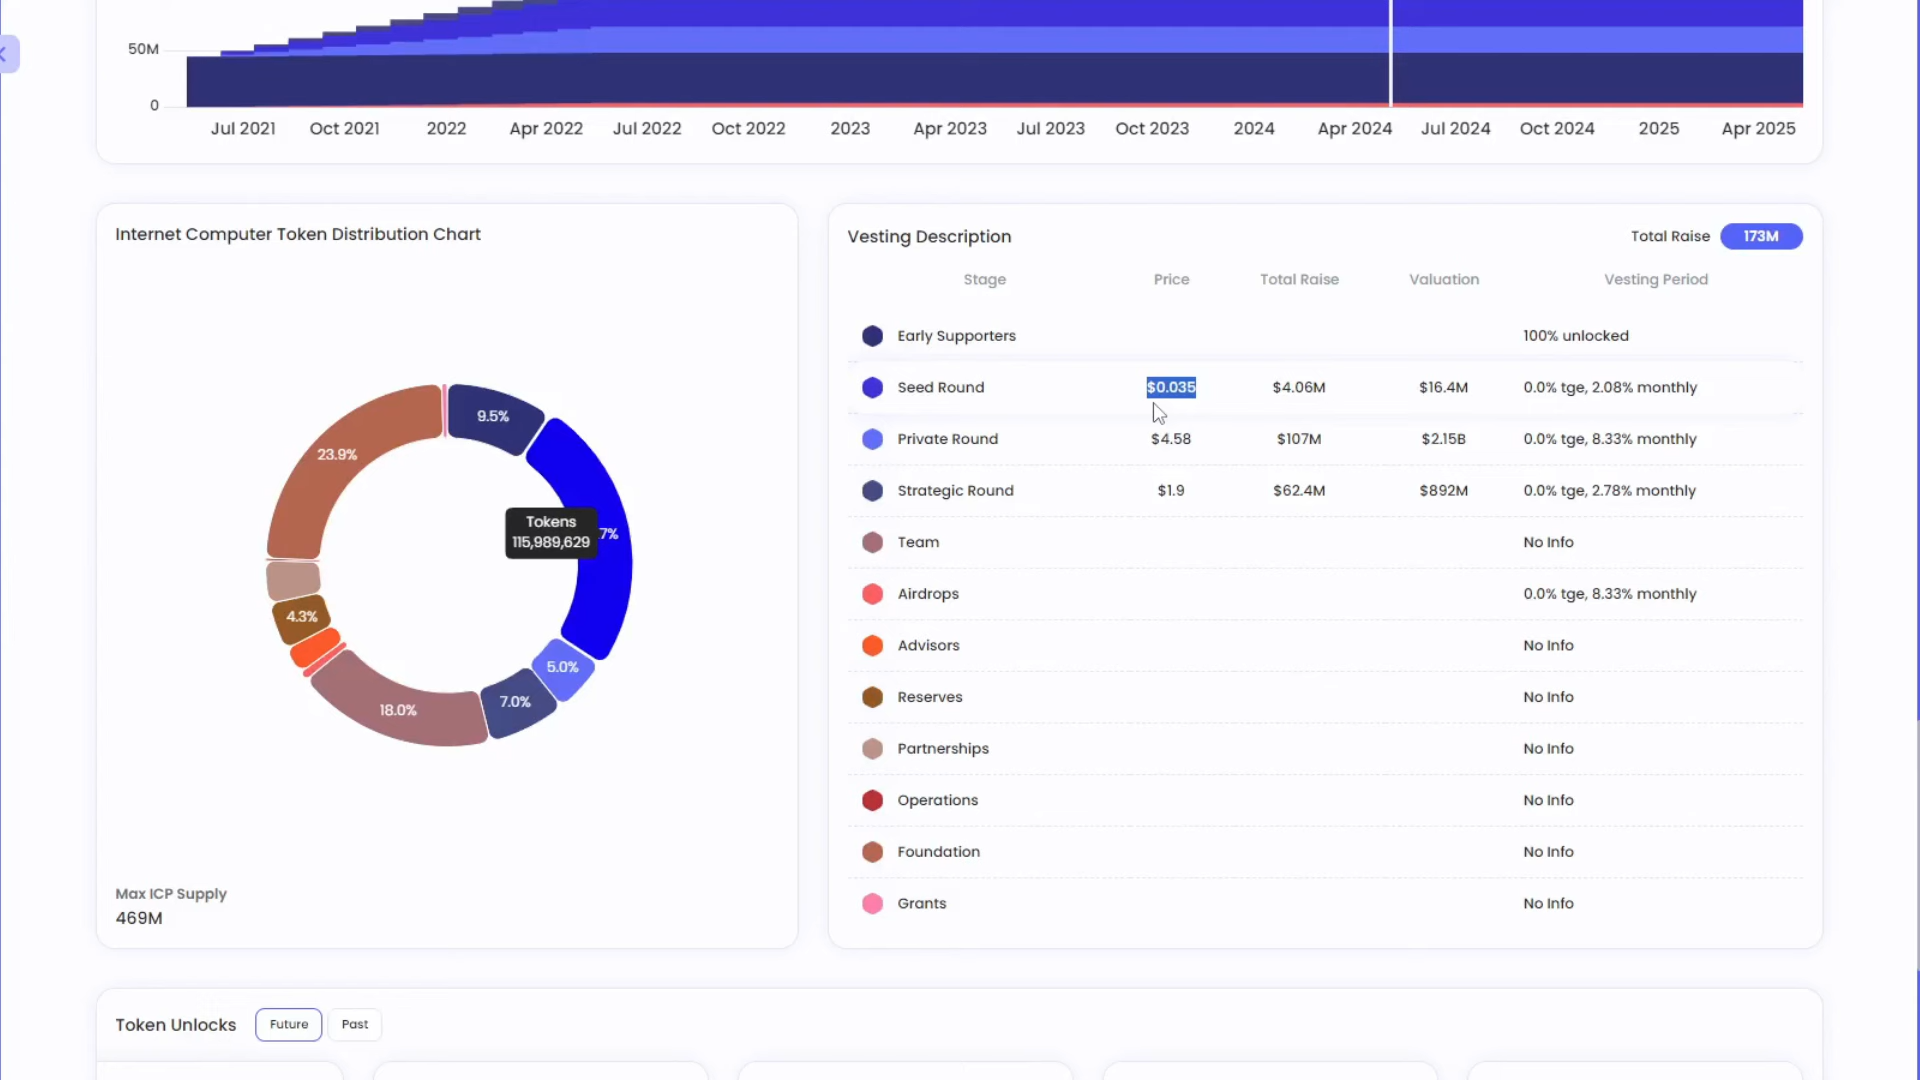 50M
0
Jul 2021 Oct 2021 2022 Apr 2022 Jul 2022 Oct 2022 2023 Apr 2023 Jul 2023 Oct 2023 2024 Apr 2024 Jul 2024 Oct 2024 2025 Apr 2025
Internet Computer Token Distribution Chart
9.5%
23.9%
Tokens
115,989,629
7%
4.3%
5.0%
7.0%
18.0%
Max ICP Supply
469M
Vesting Description Total Raise 173M
Stage Price Total Raise Valuation Vesting Period
Early Supporters 100% unlocked
Seed Round $0.035 $4.06M $16.4M 0.0% tge, 2.08% monthly
Private Round $4.58 $107M $2.15B 0.0% tge, 8.33% monthly
Strategic Round $1.9 $62.4M $892M 0.0% tge, 2.78% monthly
Team No Info
Airdrops 0.0% tge, 8.33% monthly
Advisors No Info
Reserves No Info
Partnerships No Info
Operations No Info
Foundation No Info
Grants No Info
Token Unlocks Future Past